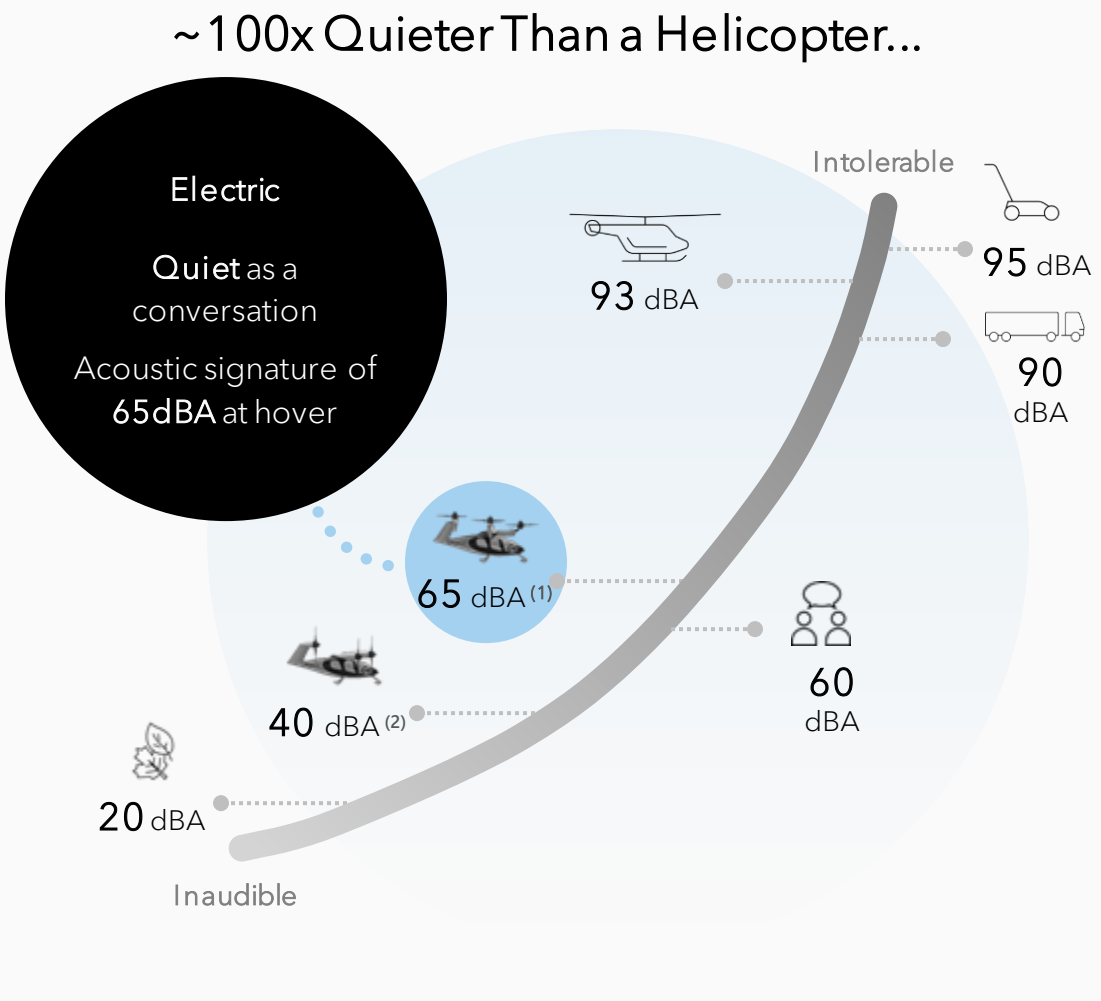 ~100x Quieter Than a Helicopter...
Electric
Quiet as a
conversation
Acoustic signature of
65dBA at hover
Intolerable
95 dBA
93 dBA
90
dBA
65 dBA (1)
60
dBA
40 dBA (2)
20 dBA
Inaudible